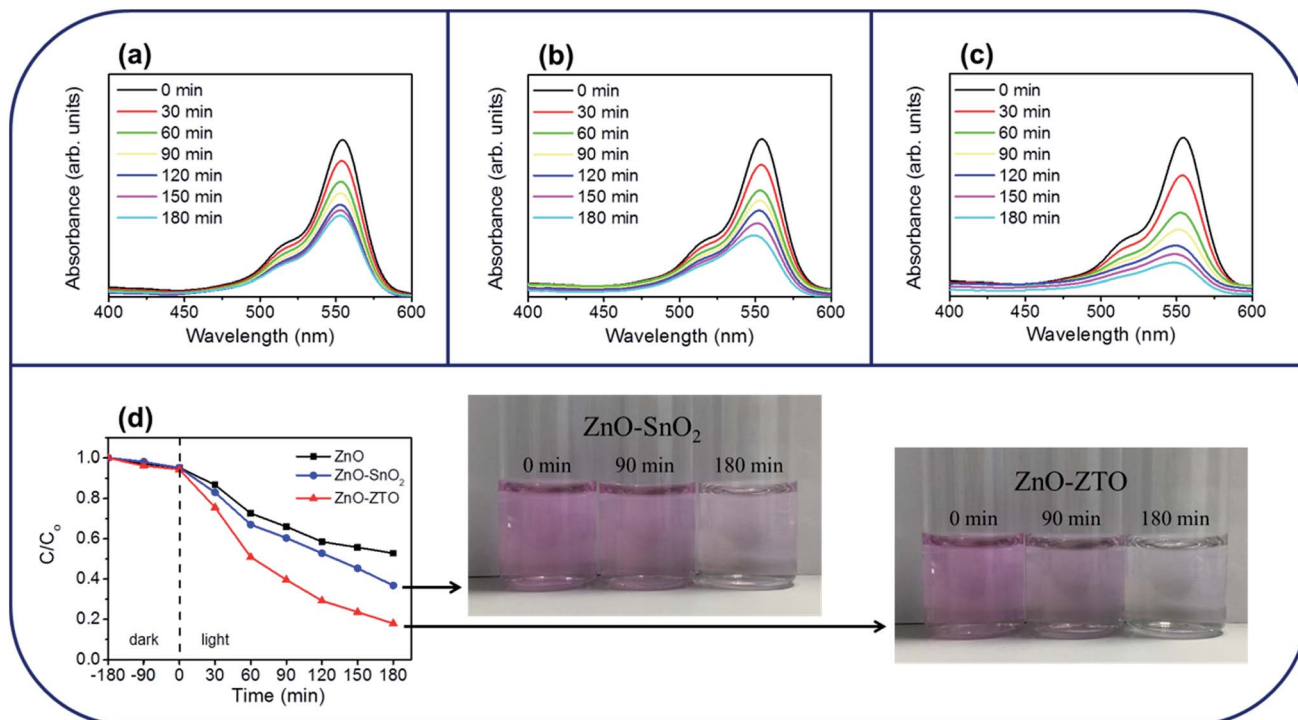 (a)
0 min
30 min
60 min
90 min
120 min
150 min
180 min
Absorbance (arb. units)
400 450 500 550 600
Wavelength (nm)
(b)
0 min
30 min
60 min
90 min
120 min
150 min
180 min
Absorbance (arb. units)
400 450 500 550 600
Wavelength (nm)
(c)
0 min
30 min
60 min
90 min
120 min
150 min
180 min
Absorbance (arb. units)
400 450 500 550 600
Wavelength (nm)
(d)
ZnO
ZnO-SnO₂
ZnO-ZTO
C/Cₒ
1.0
0.8
0.6
0.4
0.2
0.0
dark light
-180 -90 0 30 60 90 120 150 180
Time (min)
ZnO-SnO₂
0 min 90 min 180 min
ZnO-ZTO
0 min 90 min 180 min